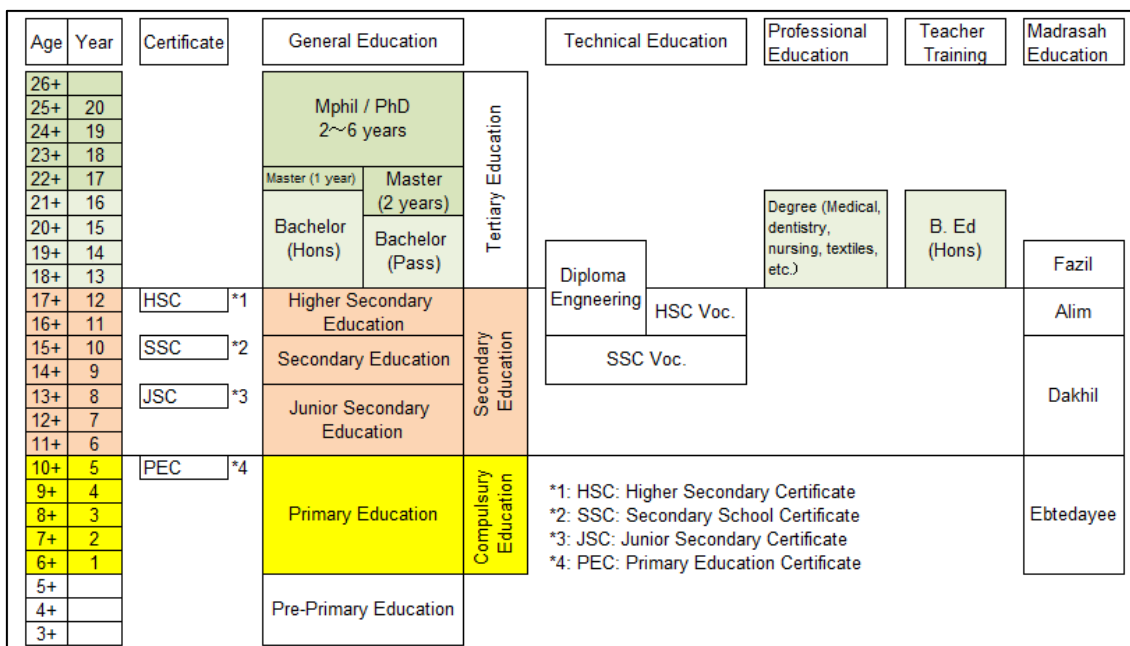 Age Year Certificate General Education Technical Education Professional Education Teacher Training Madrasah Education
26+
25+ 20
24+ 19
23+ 18
22+ 17
21+ 16
20+ 15
19+ 14
18+ 13
17+ 12
16+ 11
15+ 10
14+ 9
13+ 8
12+ 7
11+ 6
10+ 5
9+ 4
8+ 3
7+ 2
6+ 1
5+
4+
3+
HSC *1
SSC *2
JSC *3
PEC *4
Mphil / PhD
2～6 years
Master (1 year)
Master
(2 years)
Bachelor
(Hons)
Bachelor
(Pass)
Higher Secondary
Education
Secondary Education
Junior Secondary
Education
Primary Education
Pre-Primary Education
Tertiary Education
Secondary
Education
Compulsury
Education
Diploma
Engneering
HSC Voc.
SSC Voc.
Degree (Medical,
dentistry,
nursing, textiles,
etc.)
B. Ed
(Hons)
Fazil
Alim
Dakhil
Ebtedayee
*1: HSC: Higher Secondary Certificate
*2: SSC: Secondary School Certificate
*3: JSC: Junior Secondary Certificate
*4: PEC: Primary Education Certificate